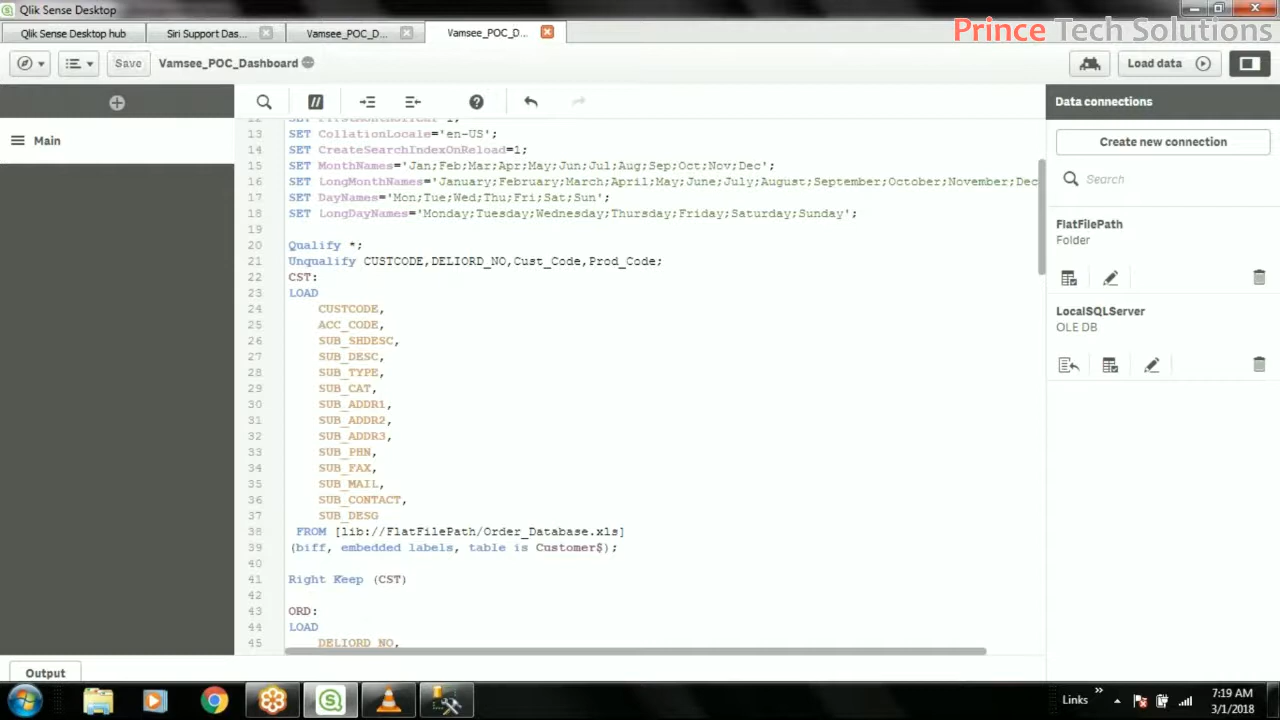 Qlik Sense Desktop
Prince Tech Solutions
Qlik Sense Desktop hub
Siri Support Das...
Vamsee_POC_D...
Vamsee_POC_D...
Save
Vamsee_POC_Dashboard
Load data
Main
Data connections
Create new connection
Search
FlatFilePath
Folder
LocalSQLServer
OLE DB
13 SET CollationLocale='en-US';
14 SET CreateSearchIndexOnReload=1;
15 SET MonthNames='Jan;Feb;Mar;Apr;May;Jun;Jul;Aug;Sep;Oct;Nov;Dec';
16 SET LongMonthNames='January;February;March;April;May;June;July;August;September;October;November;Dec
17 SET DayNames='Mon;Tue;Wed;Thu;Fri;Sat;Sun';
18 SET LongDayNames='Monday;Tuesday;Wednesday;Thursday;Friday;Saturday;Sunday';
19
20 Qualify *;
21 Unqualify CUSTCODE,DELIORD_NO,Cust_Code,Prod_Code;
22 CST:
23 LOAD
24 CUSTCODE,
25 ACC_CODE,
26 SUB_SHDESC,
27 SUB_DESC,
28 SUB_TYPE,
29 SUB_CAT,
30 SUB_ADDR1,
31 SUB_ADDR2,
32 SUB_ADDR3,
33 SUB_PHN,
34 SUB_FAX,
35 SUB_MAIL,
36 SUB_CONTACT,
37 SUB_DESG
38 FROM [lib://FlatFilePath/Order_Database.xls]
39 (biff, embedded labels, table is Customer$);
40
41 Right Keep (CST)
42
43 ORD:
44 LOAD
45 DELIORD_NO,
Output
Links
7:19 AM
3/1/2018